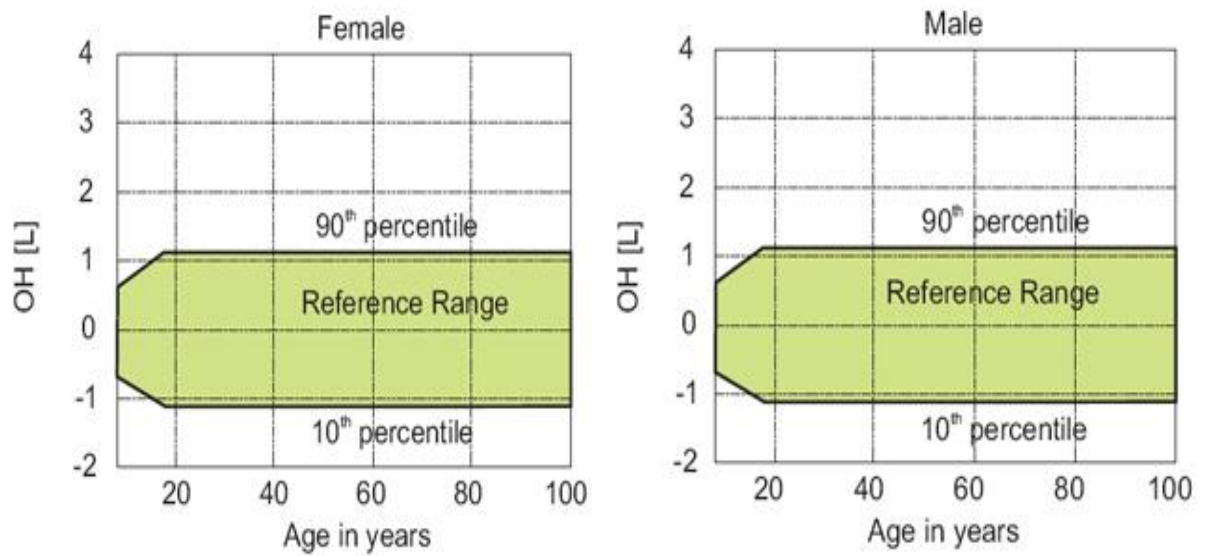 Female
4
3
2
1
0
-1
-2
OH [L]
90th percentile
Reference Range
10th percentile
20 40 60 80 100
Age in years
Male
4
3
2
1
0
-1
-2
OH [L]
90th percentile
Reference Range
10th percentile
20 40 60 80 100
Age in years